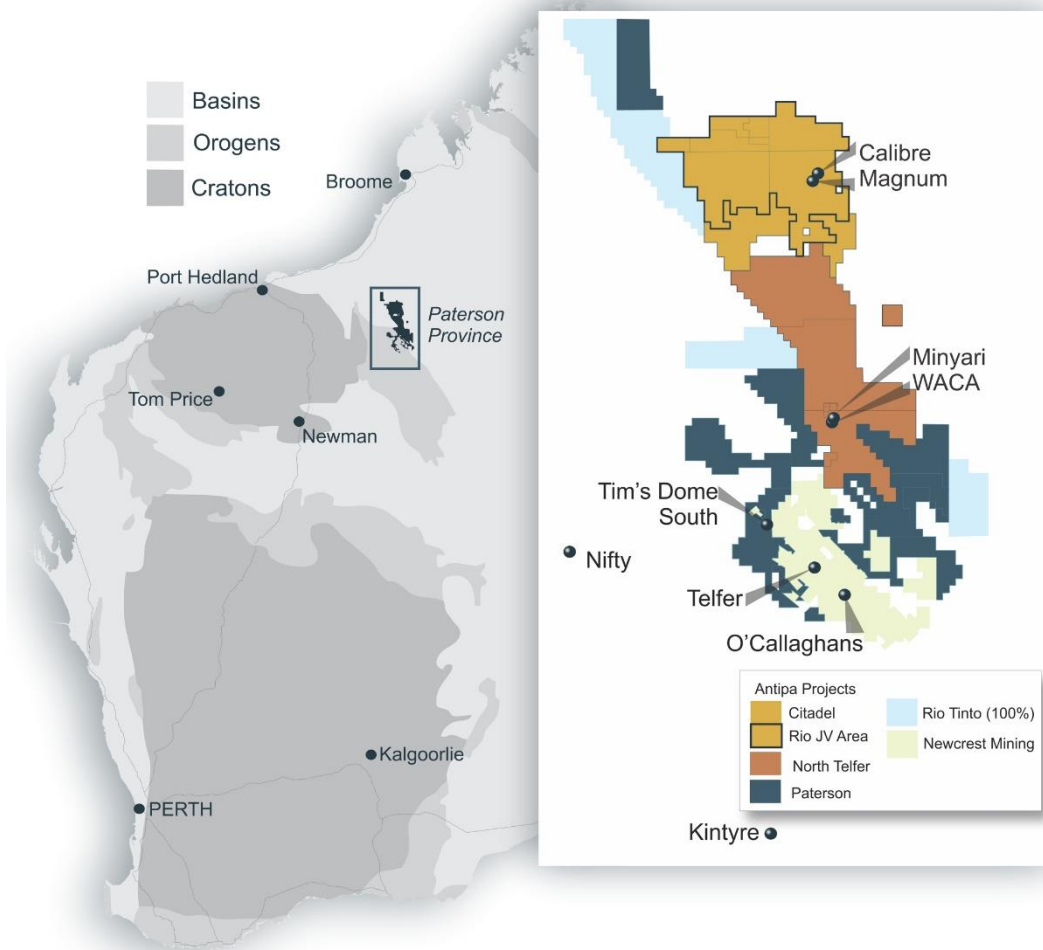 Basins
Orogens
Cratons
Broome
Port Hedland
Paterson
Province
Tom Price
Newman
Kalgoorlie
PERTH
Calibre
Magnum
Minyari
WACA
Tim's Dome
South
Nifty
Telfer
O'Callaghans
Antipa Projects
Citadel
Rio JV Area
North Telfer
Paterson
Rio Tinto (100%)
Newcrest Mining
Kintyre